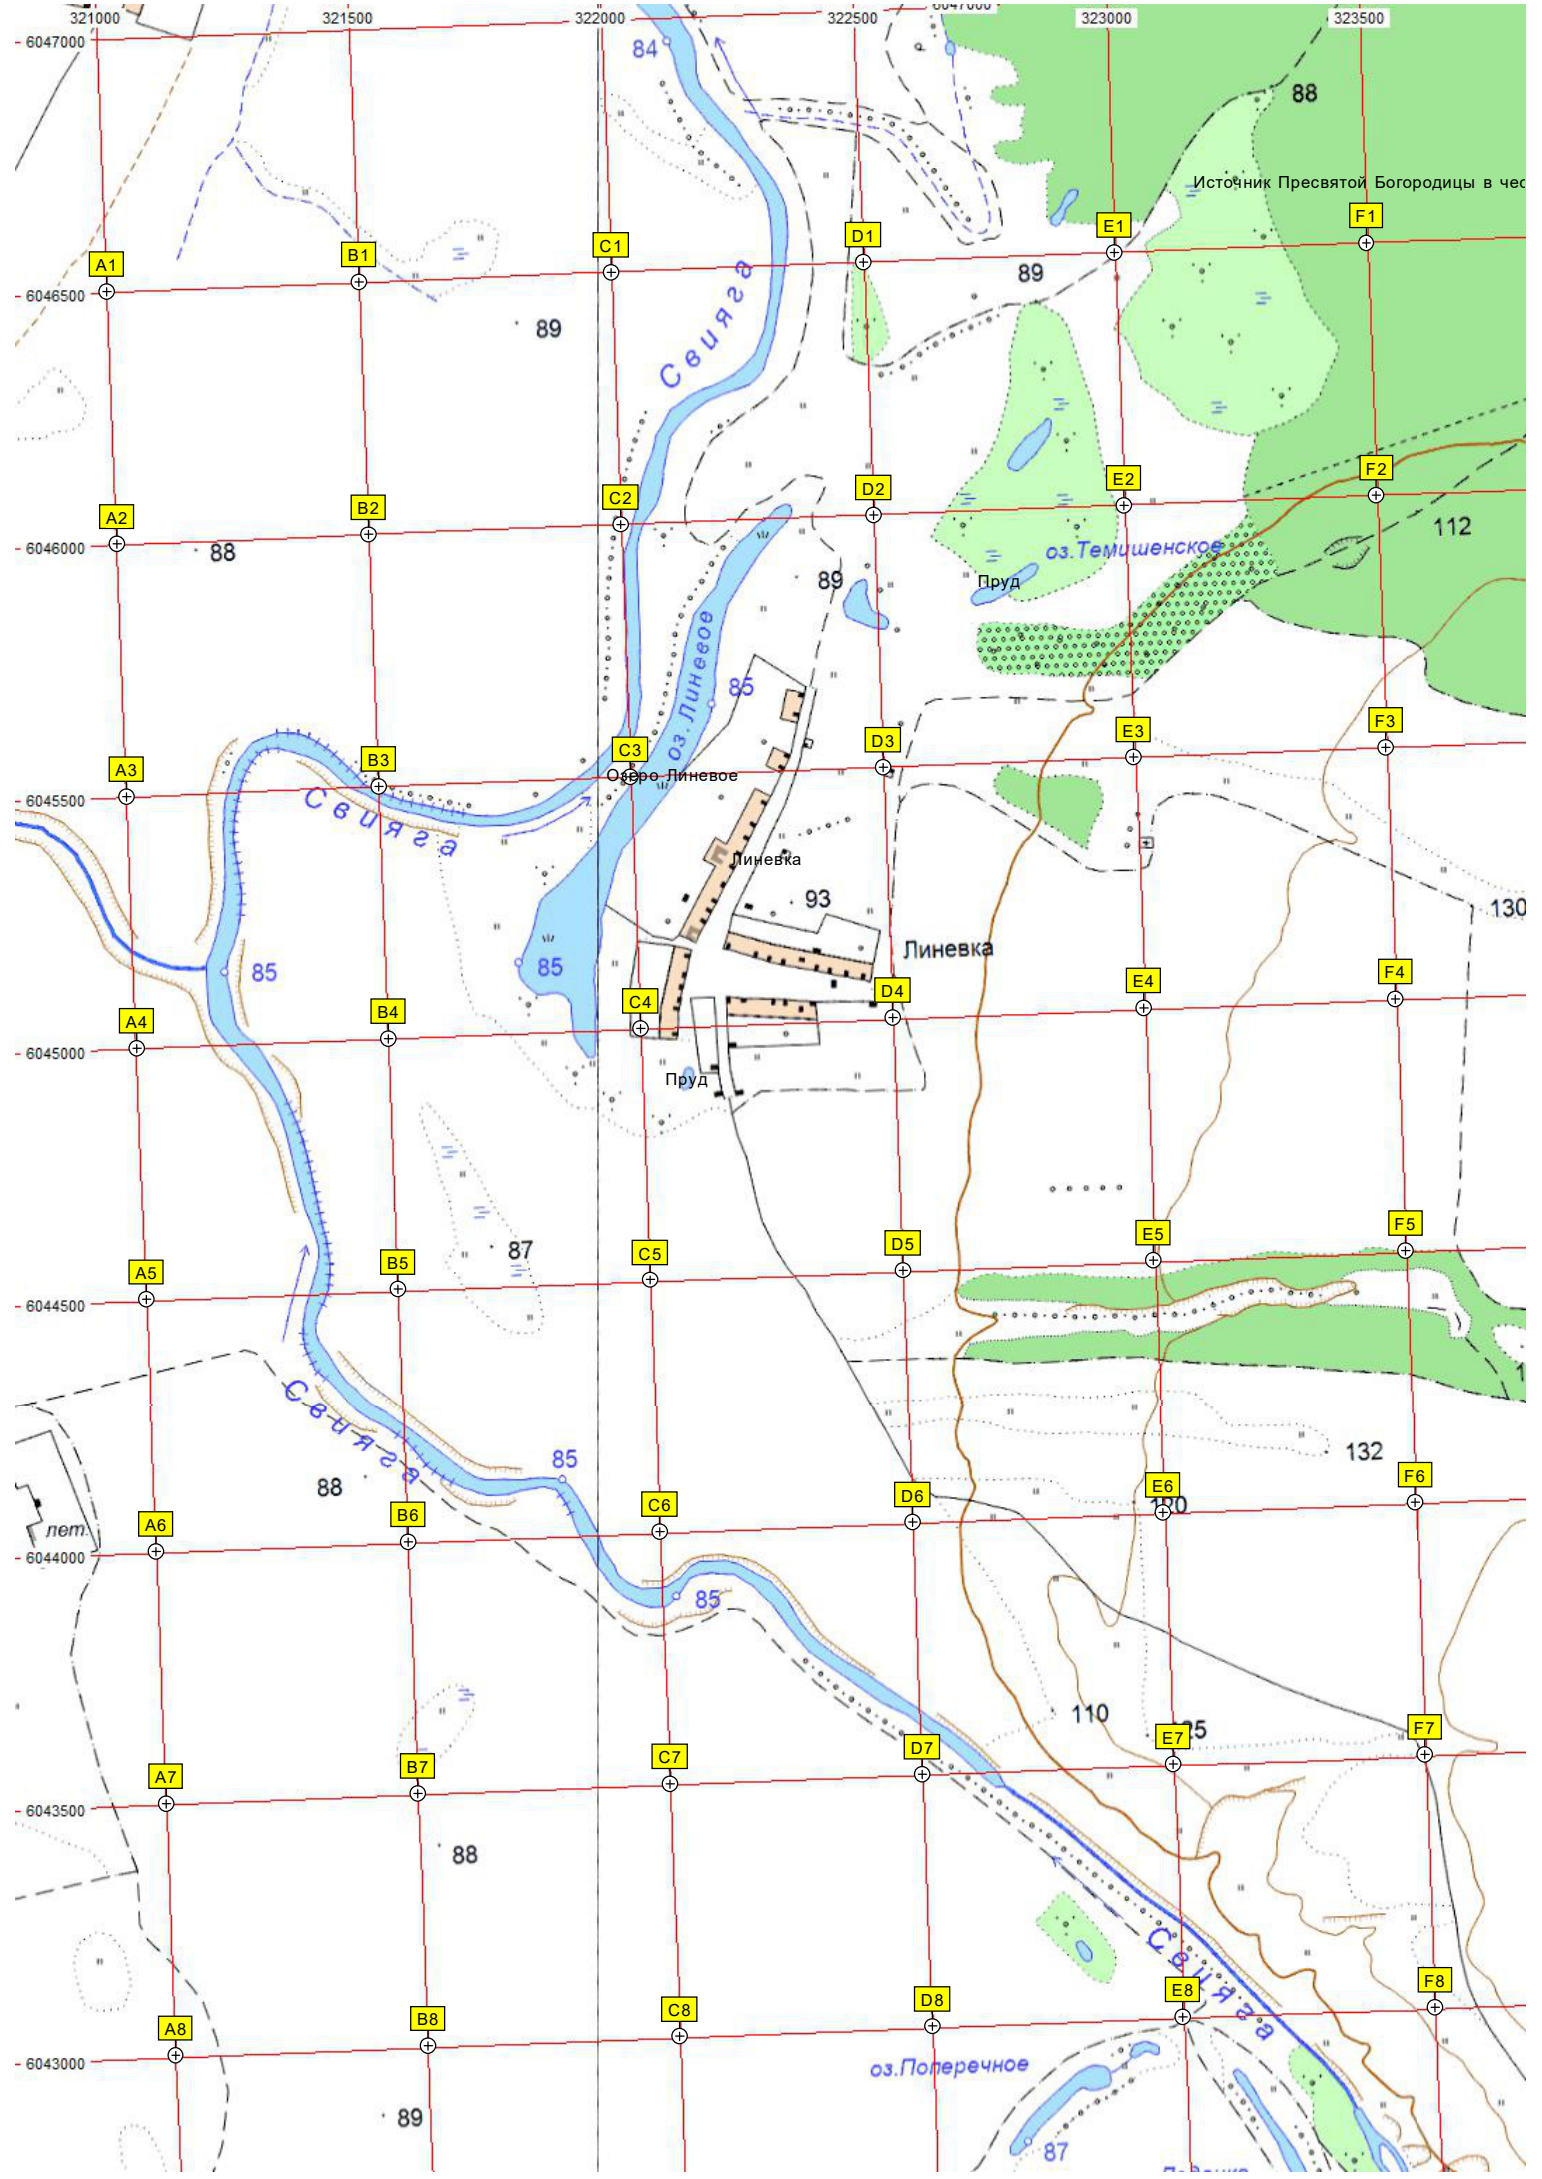 321000 321500 322000 322500 323000 323500
6047000
84
88
Источник Пресвятой Богородицы в чес
A1 B1 C1 D1 E1 F1
6046500
89
89
Свияга
A2 B2 C2 D2 E2 F2
6046000
88
112
оз.Темишенское
89
Пруд
оз.Линевое
85
A3 B3 C3 D3 E3 F3
Озеро Линевое
6045500
Свияга
Линевка
93
130
Линевка
85
85
A4 B4 C4 D4 E4 F4
6045000
Пруд
87
A5 B5 C5 D5 E5 F5
6044500
Свияга
132
85
88
лет.
A6 B6 C6 D6 E6 F6
6044000
85
110
A7 B7 C7 D7 E7 F7
6043500
88
Свияга
A8 B8 C8 D8 E8 F8
6043000
оз.Поперечное
89
87